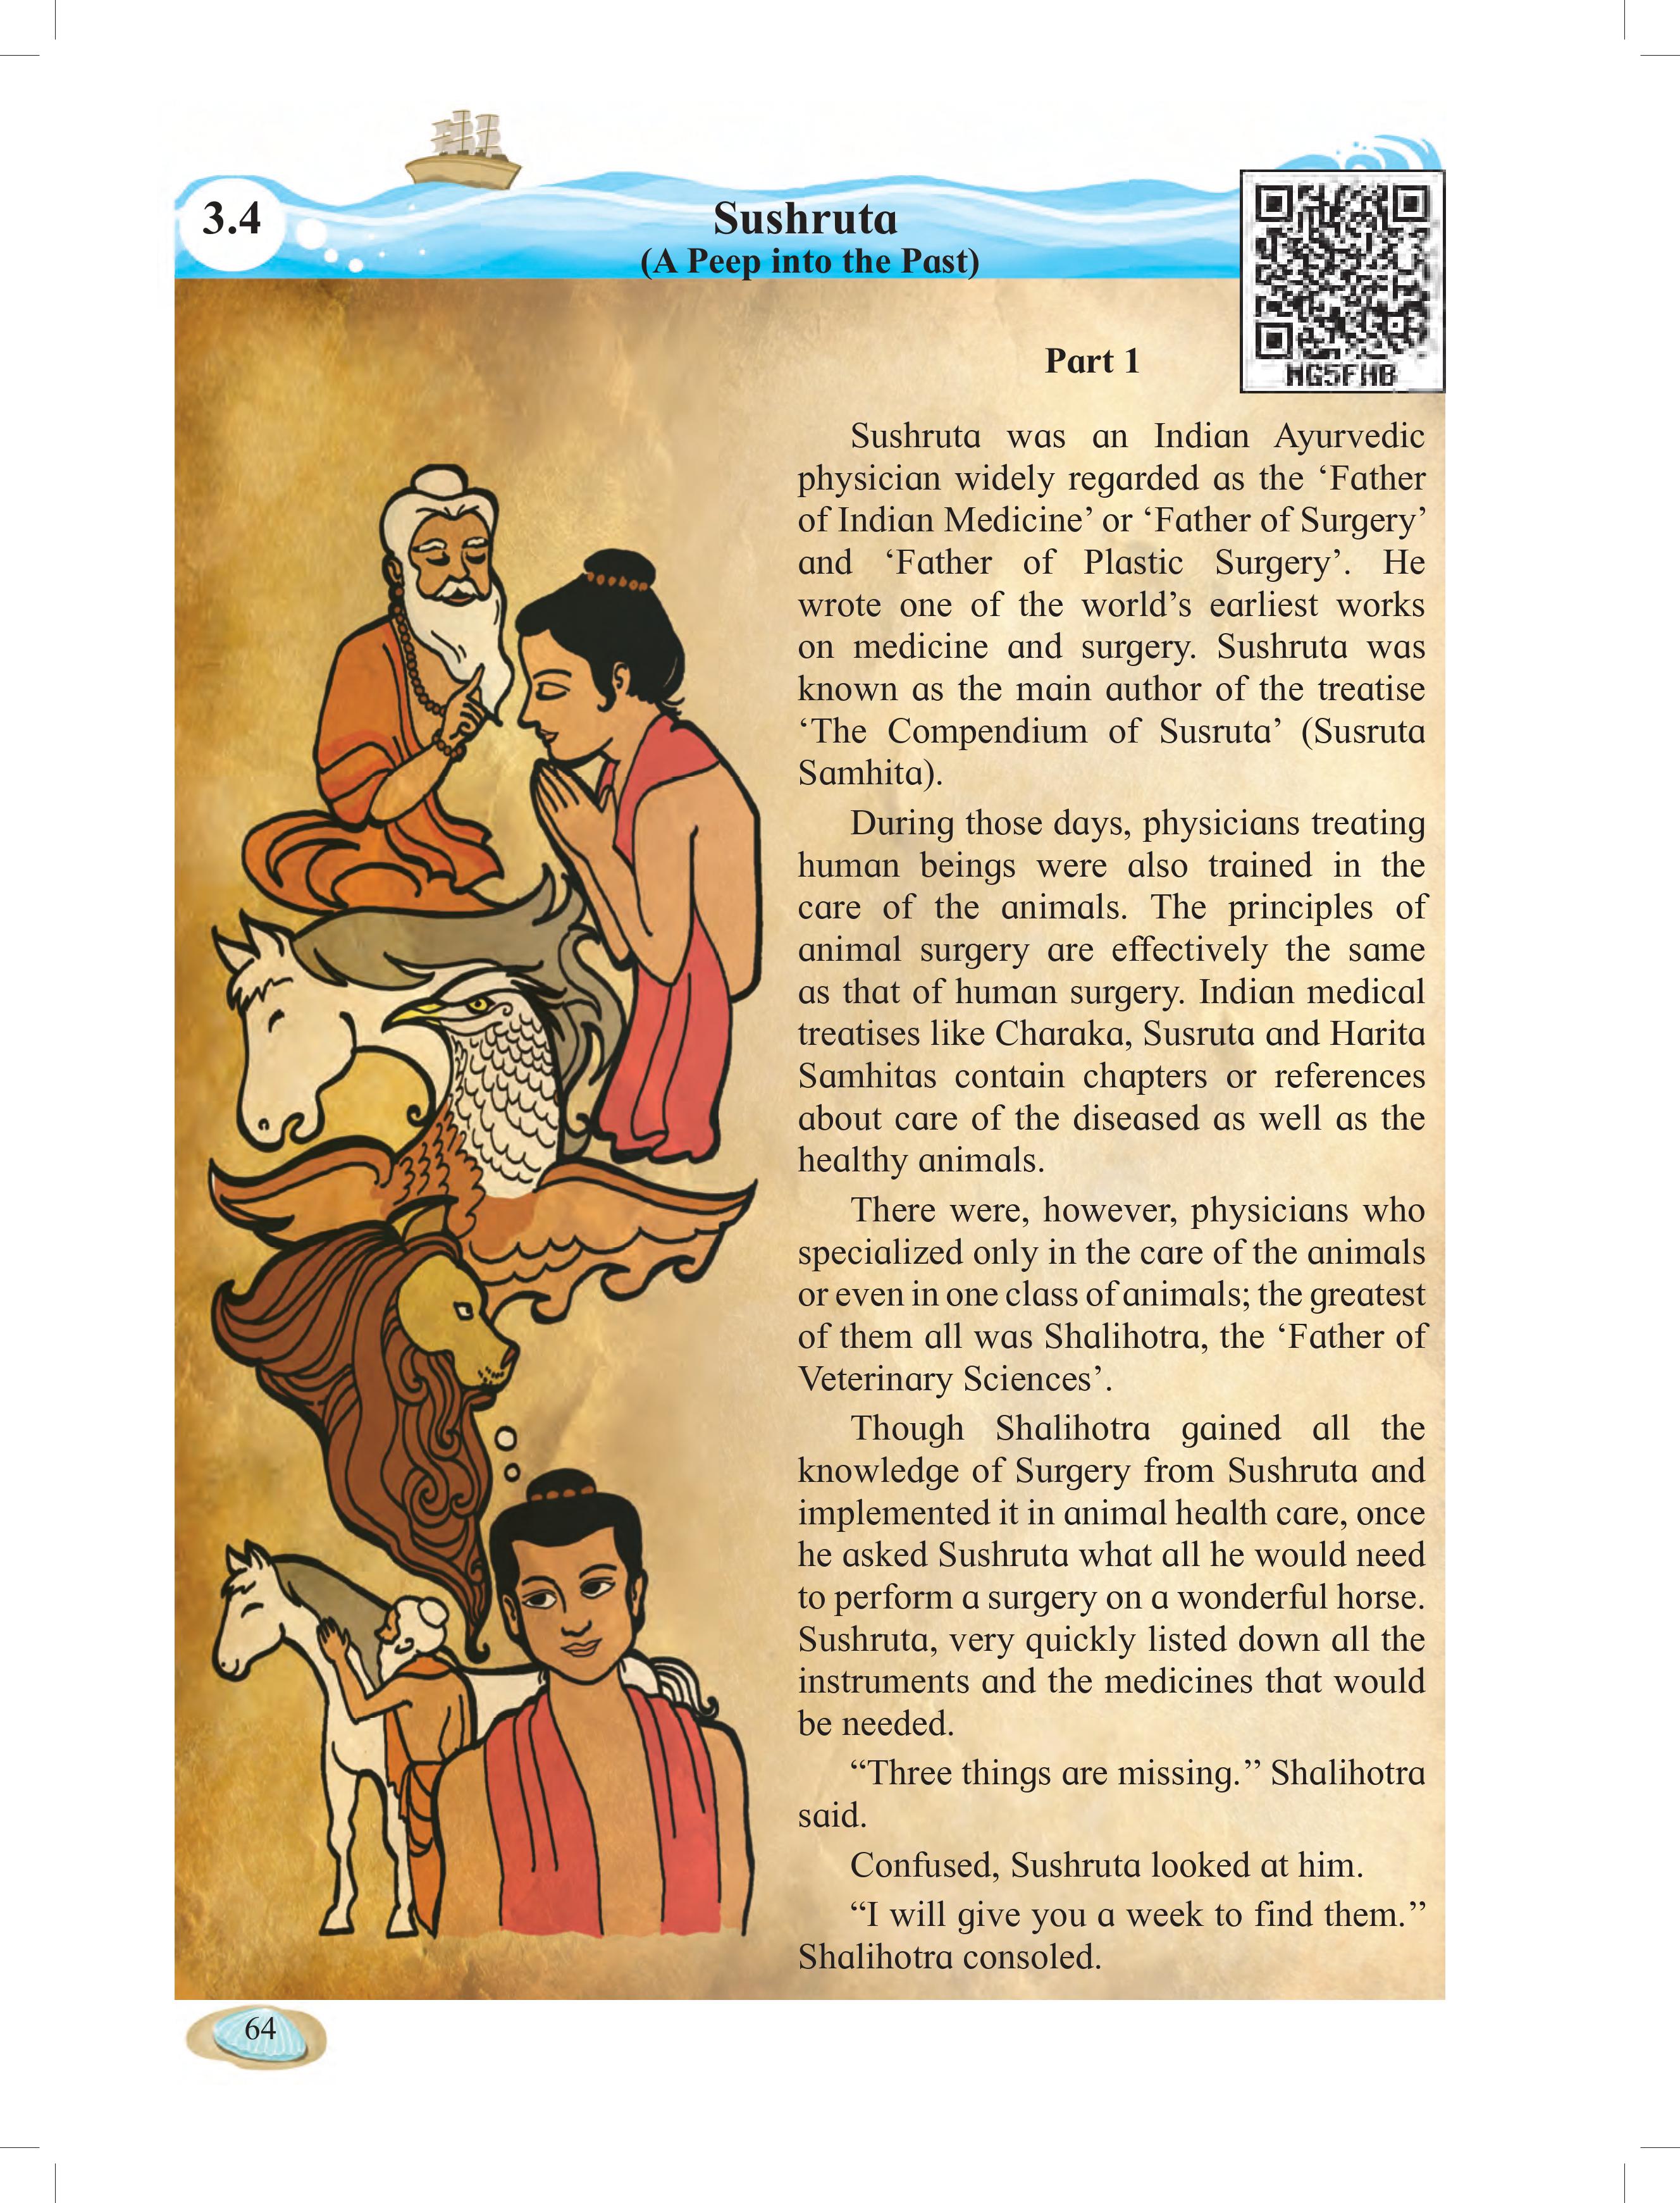 3.4
Sushruta
(A Peep into the Past)
NG5FHB
Part 1
Sushruta was an Indian Ayurvedic
physician widely regarded as the ‘Father
of Indian Medicine’ or ‘Father of Surgery’
and ‘Father of Plastic Surgery’. He
wrote one of the world’s earliest works
on medicine and surgery. Sushruta was
known as the main author of the treatise
‘The Compendium of Susruta’ (Susruta
Samhita).
During those days, physicians treating
human beings were also trained in the
care of the animals. The principles of
animal surgery are effectively the same
as that of human surgery. Indian medical
treatises like Charaka, Susruta and Harita
Samhitas contain chapters or references
about care of the diseased as well as the
healthy animals.
There were, however, physicians who
specialized only in the care of the animals
or even in one class of animals; the greatest
of them all was Shalihotra, the ‘Father of
Veterinary Sciences’.
Though Shalihotra gained all the
knowledge of Surgery from Sushruta and
implemented it in animal health care, once
he asked Sushruta what all he would need
to perform a surgery on a wonderful horse.
Sushruta, very quickly listed down all the
instruments and the medicines that would
be needed.
“Three things are missing.” Shalihotra
said.
Confused, Sushruta looked at him.
“I will give you a week to find them.”
Shalihotra consoled.
64